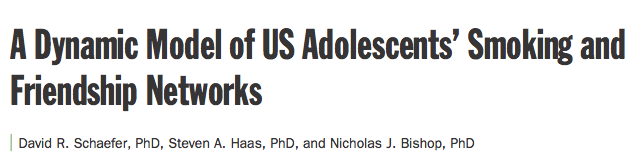 A Dynamic Model of US Adolescents’ Smoking and
Friendship Networks
David R. Schaefer, PhD, Steven A. Haas, PhD, and Nicholas J. Bishop, PhD